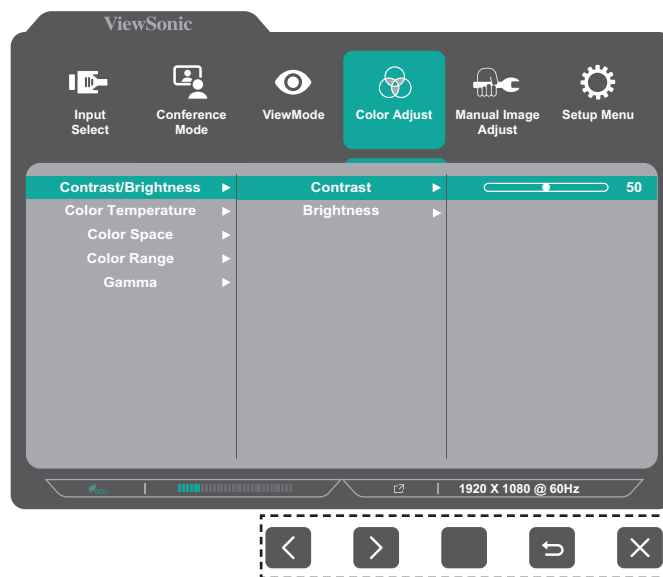 ViewSonic
Input Select
Conference Mode
ViewMode
Color Adjust
Manual Image Adjust
Setup Menu
Contrast/Brightness
Contrast
50
Color Temperature
Brightness
Color Space
Color Range
Gamma
eco
1920 X 1080 @ 60Hz